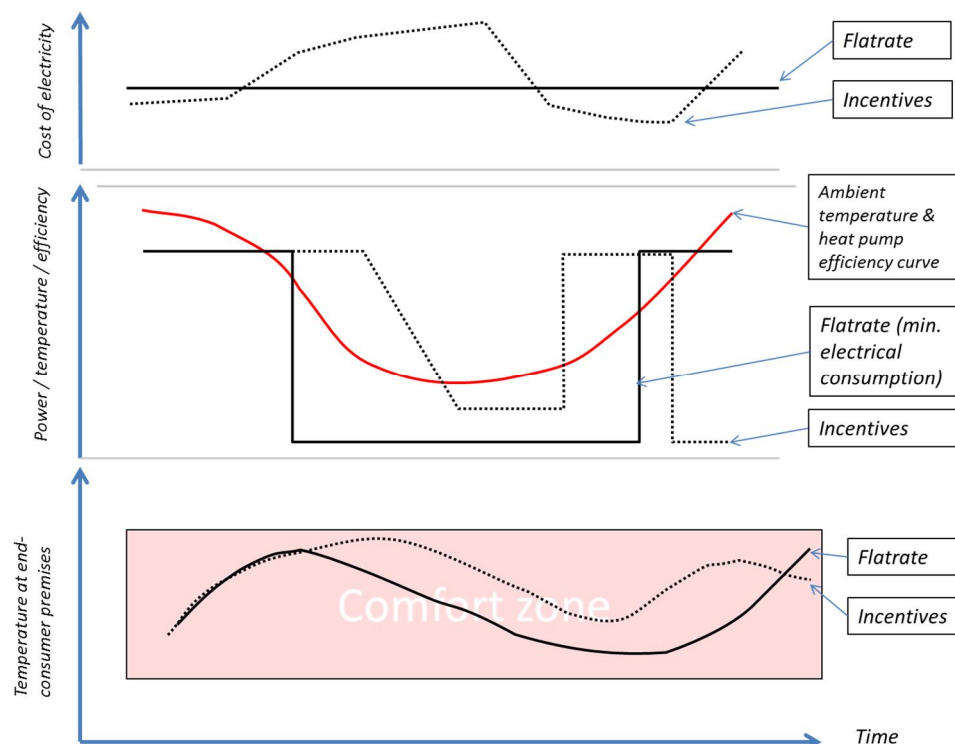 Cost of electricity
Flatrate
Incentives
Power / temperature / efficiency
Ambient
temperature &
heat pump
efficiency curve
Flatrate (min.
electrical
consumption)
Incentives
Temperature at end-
consumer premises
Comfort zone
Flatrate
Incentives
Time